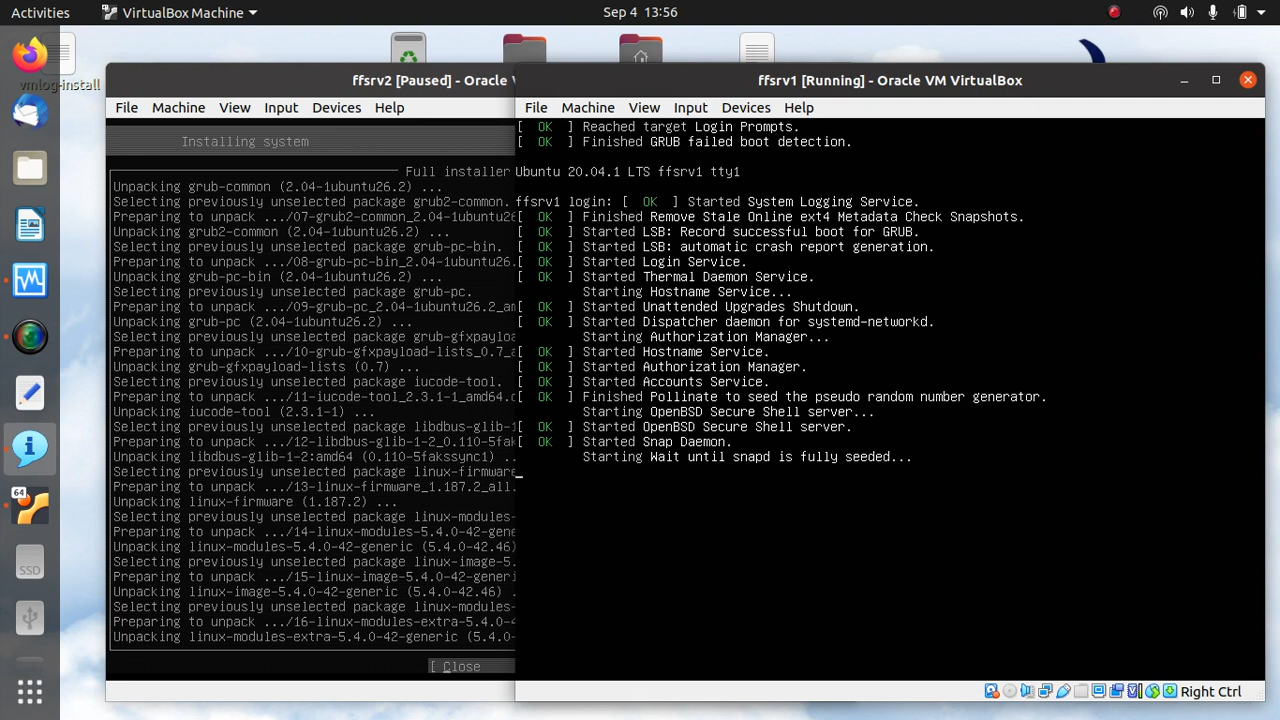 Activities
VirtualBox Machine
Sep 4 13:56
vmlog-install
ffsrv2 [Paused] - Oracle V
File Machine View Input Devices Help
Installing system
Full installer
Unpacking grub-common (2.04-1ubuntu26.2) ...
Selecting previously unselected package grub2-common.
Preparing to unpack .../07-grub2-common_2.04-1ubuntu26
Unpacking grub2-common (2.04-1ubuntu26.2) ...
Selecting previously unselected package grub-pc-bin.
Preparing to unpack .../08-grub-pc-bin_2.04-1ubuntu26.
Unpacking grub-pc-bin (2.04-1ubuntu26.2) ...
Selecting previously unselected package grub-pc.
Preparing to unpack .../09-grub-pc_2.04-1ubuntu26.2_am
Unpacking grub-pc (2.04-1ubuntu26.2) ...
Selecting previously unselected package grub-gfxpayloa
Preparing to unpack .../10-grub-gfxpayload-lists_0.7_a
Unpacking grub-gfxpayload-lists (0.7) ...
Selecting previously unselected package iucode-tool.
Preparing to unpack .../11-iucode-tool_2.3.1-1_amd64.d
Unpacking iucode-tool (2.3.1-1) ...
Selecting previously unselected package libdbus-glib-1
Preparing to unpack .../12-libdbus-glib-1-2_0.110-5fak
Unpacking libdbus-glib-1-2:amd64 (0.110-5fakssync1) ..
Selecting previously unselected package linux-firmware
Preparing to unpack .../13-linux-firmware_1.187.2_all.
Unpacking linux-firmware (1.187.2) ...
Selecting previously unselected package linux-modules-
Preparing to unpack .../14-linux-modules-5.4.0-42-gene
Unpacking linux-modules-5.4.0-42-generic (5.4.0-42.46)
Selecting previously unselected package linux-image-5.
Preparing to unpack .../15-linux-image-5.4.0-42-generi
Unpacking linux-image-5.4.0-42-generic (5.4.0-42.46) .
Selecting previously unselected package linux-modules-
Preparing to unpack .../16-linux-modules-extra-5.4.0-4
Unpacking linux-modules-extra-5.4.0-42-generic (5.4.0-
[ Close
ffsrv1 [Running] - Oracle VM VirtualBox
File Machine View Input Devices Help
[ OK ] Reached target Login Prompts.
[ OK ] Finished GRUB failed boot detection.
Ubuntu 20.04.1 LTS ffsrv1 tty1
ffsrv1 login: [ OK ] Started System Logging Service.
[ OK ] Finished Remove Stale Online ext4 Metadata Check Snapshots.
[ OK ] Started LSB: Record successful boot for GRUB.
[ OK ] Started LSB: automatic crash report generation.
[ OK ] Started Login Service.
[ OK ] Started Thermal Daemon Service.
Starting Hostname Service...
[ OK ] Started Unattended Upgrades Shutdown.
[ OK ] Started Dispatcher daemon for systemd-networkd.
Starting Authorization Manager...
[ OK ] Started Hostname Service.
[ OK ] Started Authorization Manager.
[ OK ] Started Accounts Service.
[ OK ] Finished Pollinate to seed the pseudo random number generator.
Starting OpenBSD Secure Shell server...
[ OK ] Started OpenBSD Secure Shell server.
[ OK ] Started Snap Daemon.
Starting Wait until snapd is fully seeded...
64
SSD
Right Ctrl